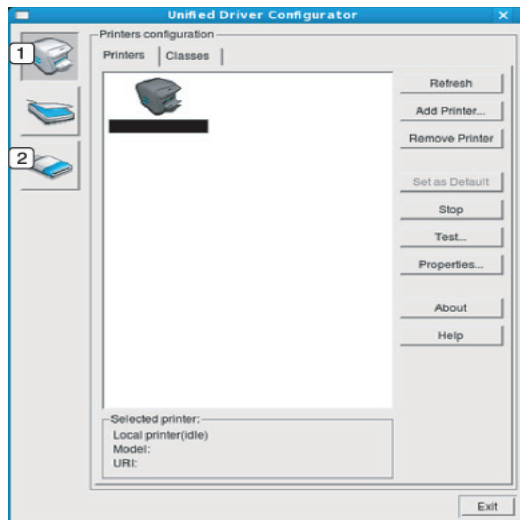 Unified Driver Configurator
Printers configuration
1
Printers Classes
2
Refresh
Add Printer...
Remove Printer
Set as Default
Stop
Test...
Properties...
About
Help
Selected printer:
Local printer(idle)
Model:
URI:
Exit